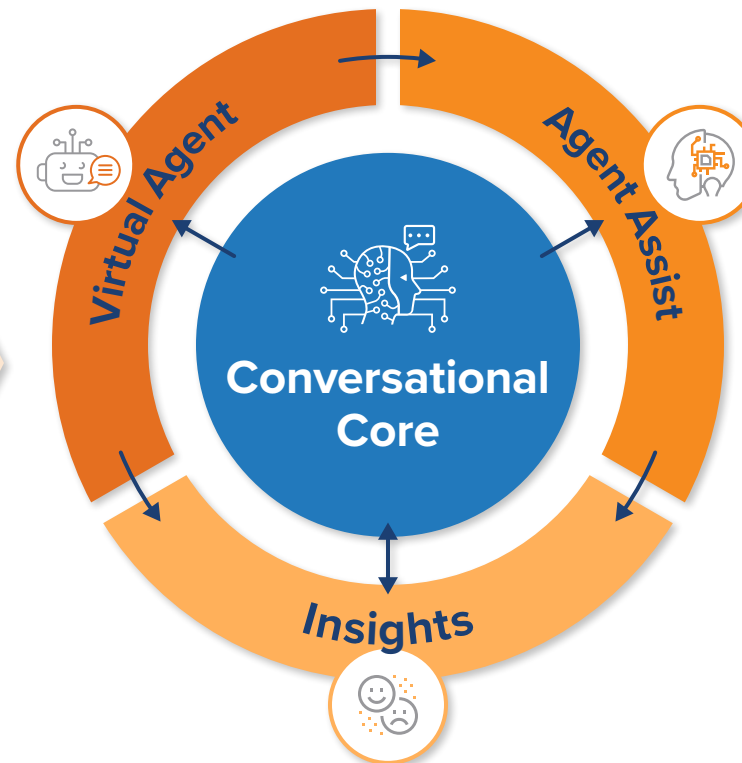 Virtual Agent
Agent Assist
Conversational
Core
Insights